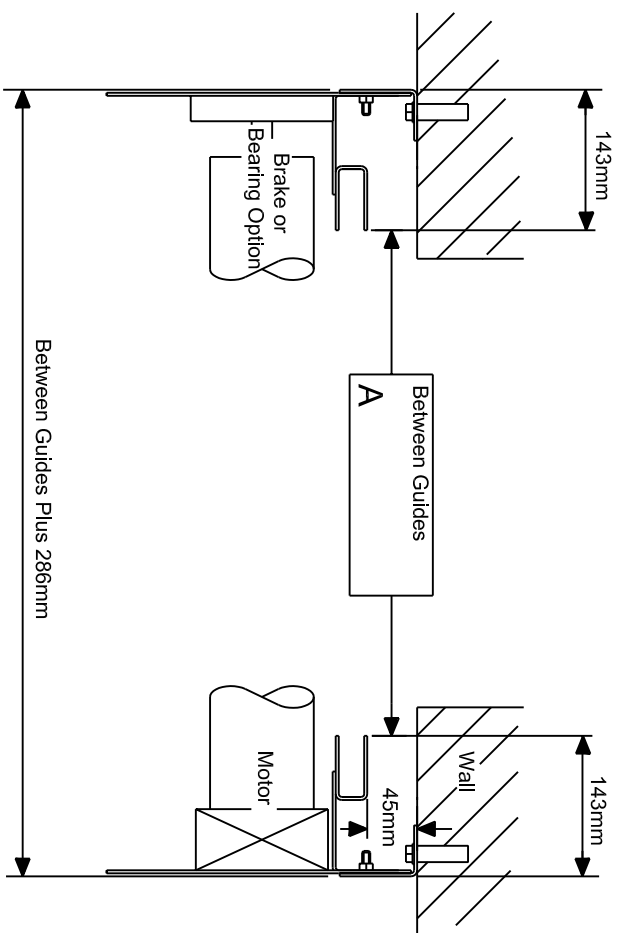 143mm
Wall
143mm
Between Guides
A
45mm
Brake or
Bearing Option
Motor
Between Guides Plus 286mm